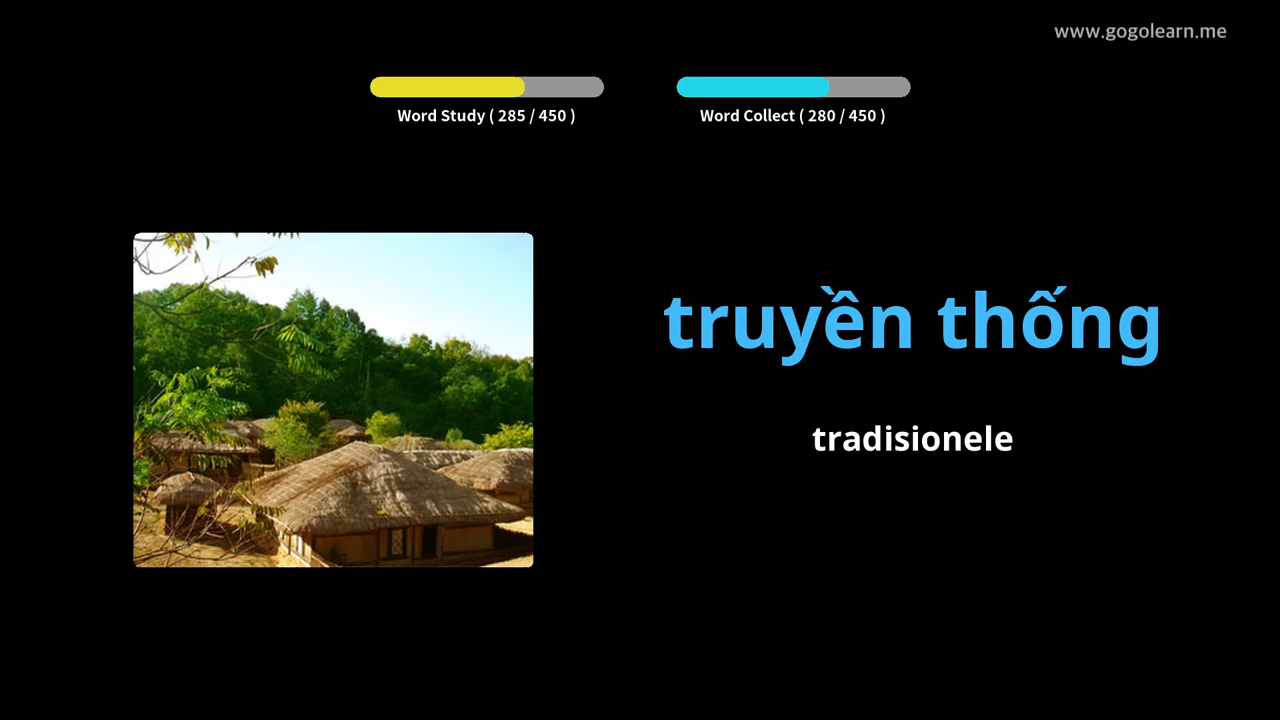 www.gogolearn.me
Word Study ( 285 / 450 )
Word Collect ( 280 / 450 )
truyền thống
tradisionele